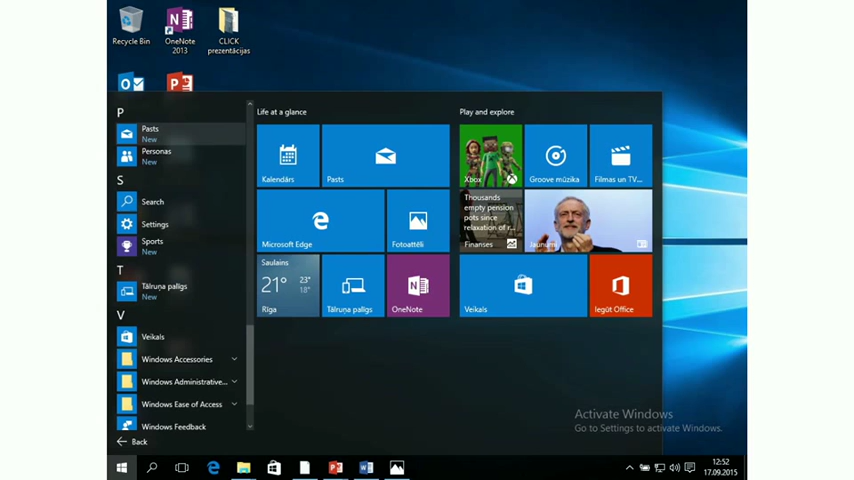 Recycle Bin
OneNote
2013
CLICK
prezentācijas
P
Pasts
New
Personas
New
S
Search
Settings
Sports
New
T
Tālruņa palīgs
New
V
Veikals
Windows Accessories
Windows Administrative...
Windows Ease of Access
Windows Feedback
Back
Life at a glance
Kalendārs
Pasts
Microsoft Edge
Fotoattēli
Saulains
21° 23°
18°
Rīga
Tālruņa palīgs
OneNote
Play and explore
Xbox
Groove mūzika
Filmas un TV...
Thousands
empty pension
pots since
relaxation of r...
Finanses
Jaunumi
Veikals
Iegūt Office
Activate Windows
Go to Settings to activate Windows.
12:52
17.09.2015